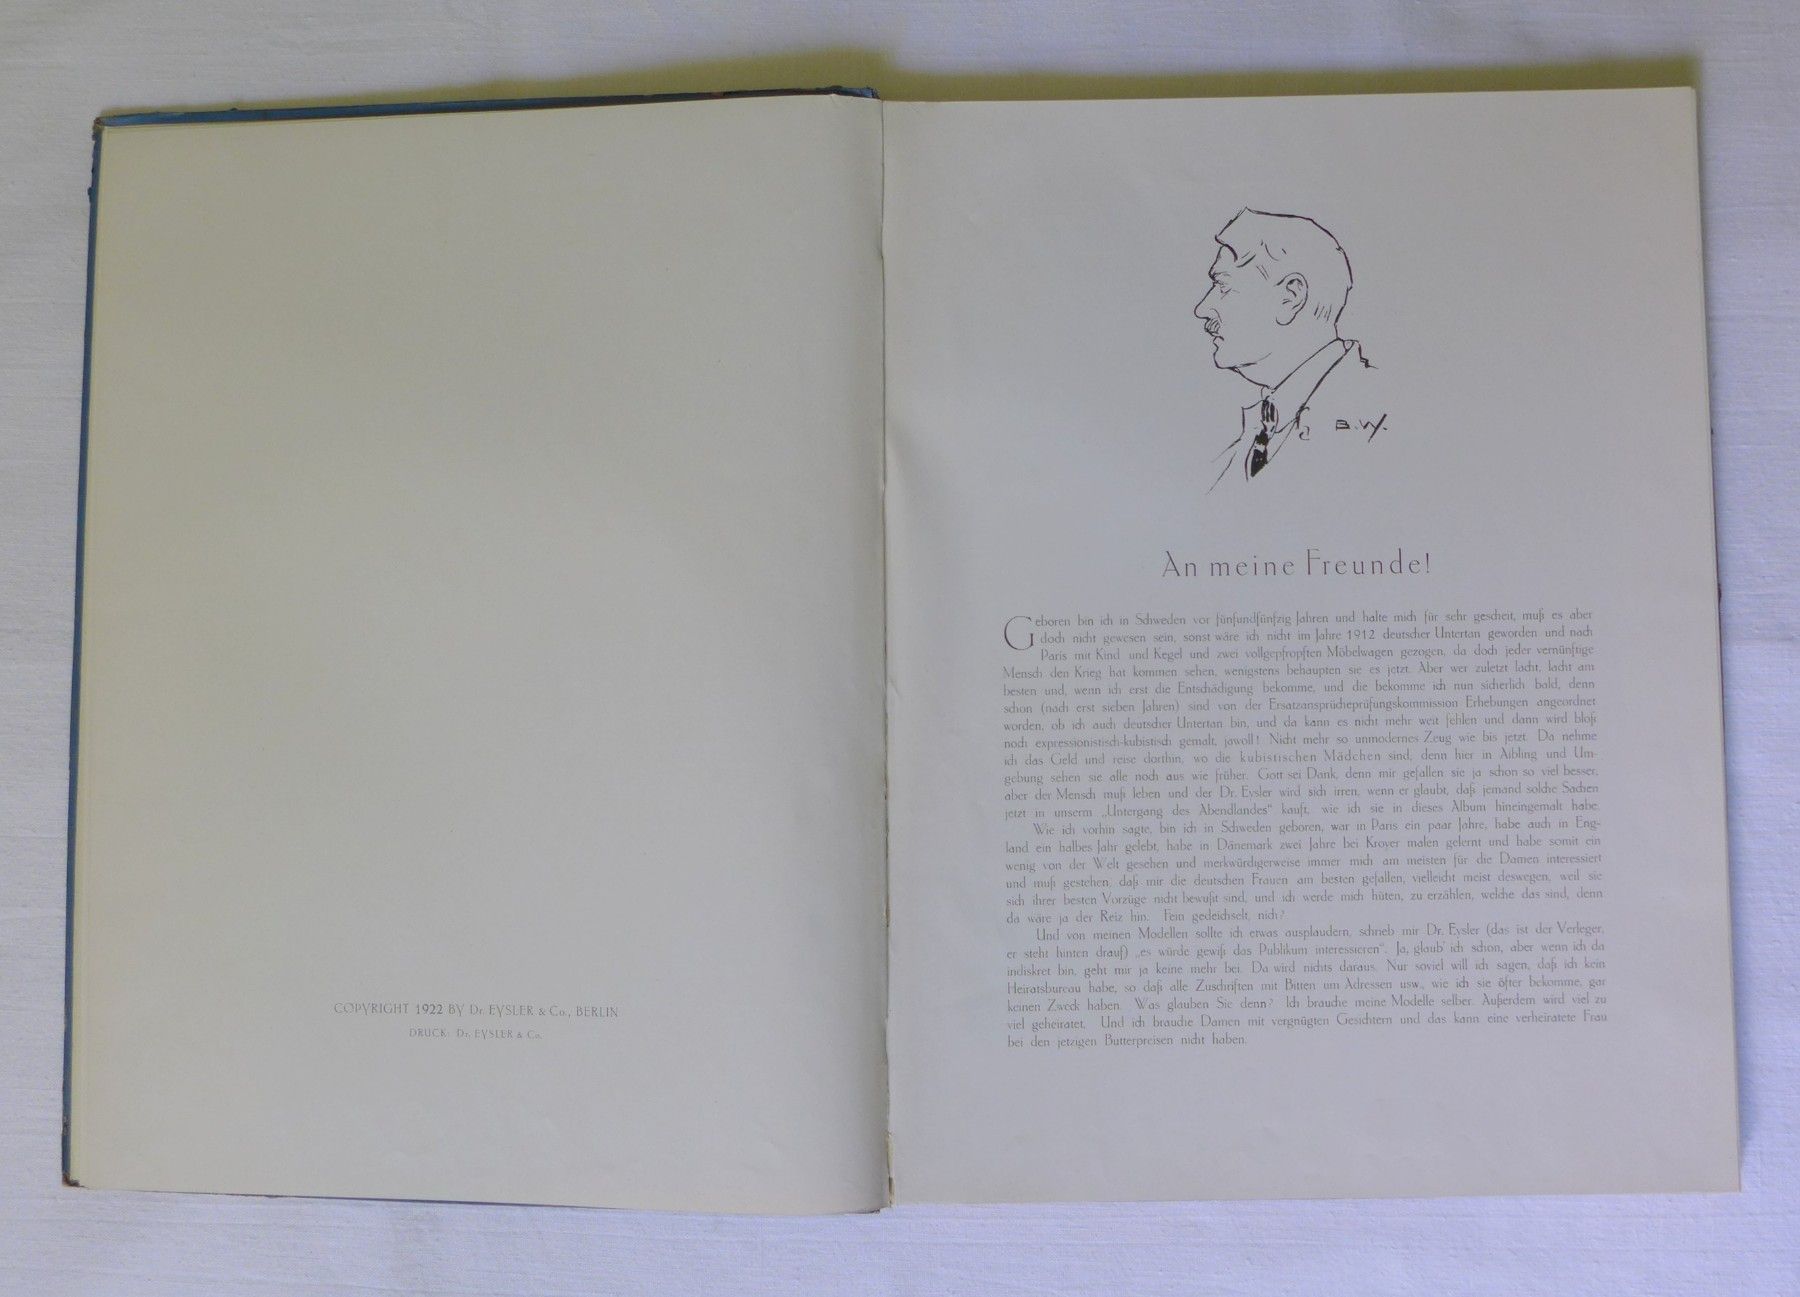 COPYRIGHT 1922 BY Dr. EYSLER & Co., BERLIN
DRUCK: Dr. EYSLER & Co.
B.W.
An meine Freunde!
Geboren bin ich in Schweden vor fünfundfünfzig Jahren und halte mich für sehr gescheit, muß es aber
doch nicht gewesen sein, sonst wäre ich nicht im Jahre 1912 deutscher Untertan geworden und nach
Paris mit Kind und Kegel und zwei vollgepfropften Möbelwagen gezogen, da doch jeder vernünftige
Mensch den Krieg hat kommen sehen, wenigstens behaupten sie es jetzt. Aber wer zuletzt lacht, lacht am
besten und, wenn ich erst die Entschädigung bekomme, und die bekomme ich nun sicherlich bald, denn
schon (nach erst sieben Jahren) sind von der Ersatzansprücheprüfungskommission Erhebungen angeordnet
worden, ob ich auch deutscher Untertan bin, und da kann es nicht mehr weit fehlen und dann wird bloß
noch expressionistisch-kubistisch gemalt, jawoll! Nicht mehr so unmodernes Zeug wie bis jetzt. Da nehme
ich das Geld und reise dorthin, wo die kubistischen Mädchen sind, denn hier in Aibling und Um-
gebung sehen sie alle noch aus wie früher. Gott sei Dank, denn mir gefallen sie ja schon so viel besser,
aber der Mensch muß leben und der Dr. Eysler wird sich irren, wenn er glaubt, daß jemand solche Sachen
jetzt in unserm „Untergang des Abendlandes“ kauft, wie ich sie in dieses Album hineingemalt habe.
Wie ich vorhin sagte, bin ich in Schweden geboren, war in Paris ein paar Jahre, habe auch in Eng-
land ein halbes Jahr gelebt, habe in Dänemark zwei Jahre bei Kroyer malen gelernt und habe somit ein
wenig von der Welt gesehen und merkwürdigerweise immer mich am meisten für die Damen interessiert
und muß gestehen, daß mir die deutschen Frauen am besten gefallen, vielleicht meist deswegen, weil sie
sich ihrer besten Vorzüge nicht bewußt sind, und ich werde mich hüten, zu erzählen, welche das sind, denn
da wäre ja der Reiz hin. Fein gedeichselt, nich?
Und von meinen Modellen sollte ich etwas ausplaudern, schrieb mir Dr. Eysler (das ist der Verleger,
er steht hinten drauf) „es würde gewiß das Publikum interessieren“. Ja, glaub' ich schon, aber wenn ich da
indiskret bin, geht mir ja keine mehr bei. Da wird nichts daraus. Nur soviel will ich sagen, daß ich kein
Heiratsbureau habe, so daß alle Zuschriften mit Bitten um Adressen usw., wie ich sie öfter bekomme, gar
keinen Zweck haben. Was glauben Sie denn? Ich brauche meine Modelle selber. Außerdem wird viel zu
viel geheiratet. Und ich brauche Damen mit vergnügten Gesichtern und das kann eine verheiratete Frau
bei den jetzigen Butterpreisen nicht haben.